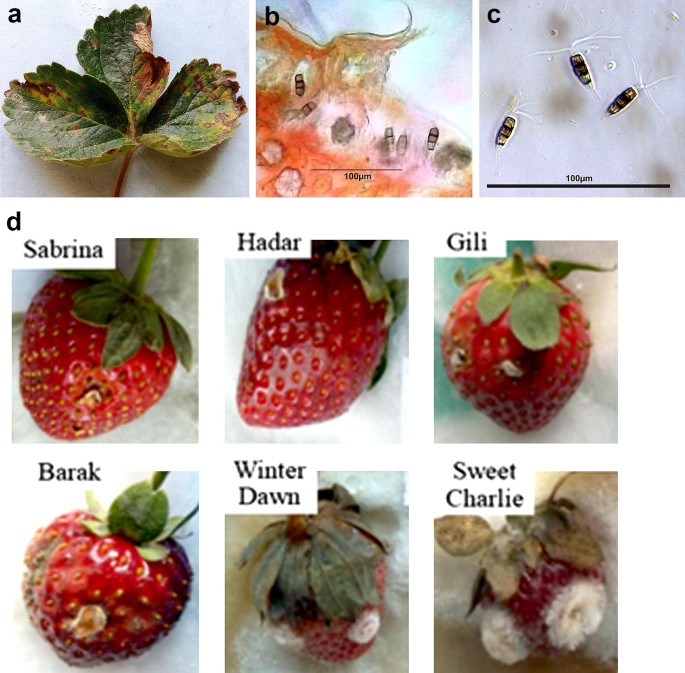 a
b
c
100µm
100µm
d
Sabrina
Hadar
Gili
Barak
Winter
Dawn
Sweet
Charlie